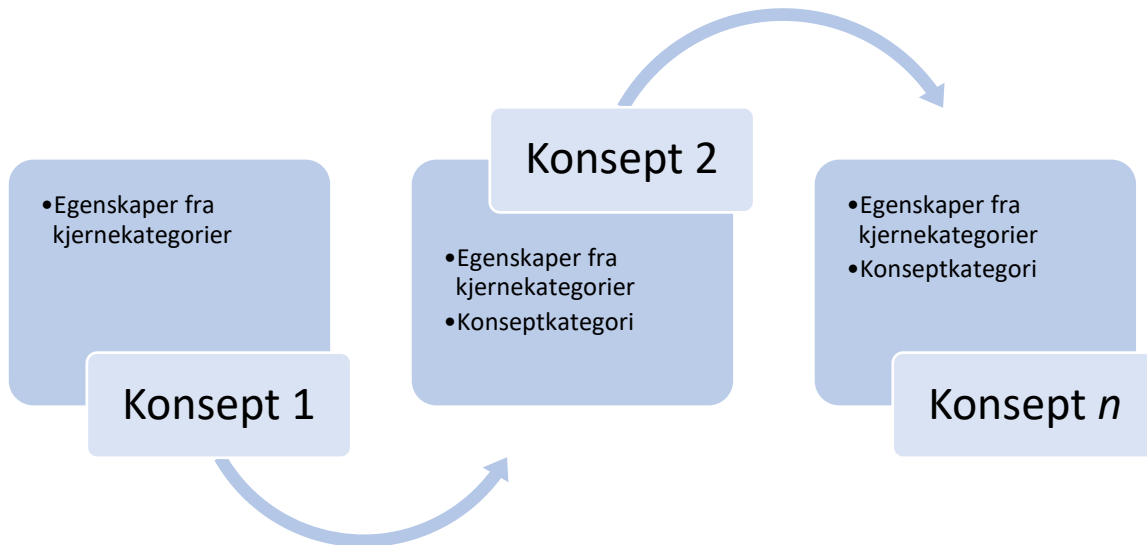 •Egenskaper fra
kjernekategorier
Konsept 1
Konsept 2
•Egenskaper fra
kjernekategorier
•Konseptkategori
•Egenskaper fra
kjernekategorier
•Konseptkategori
Konsept n